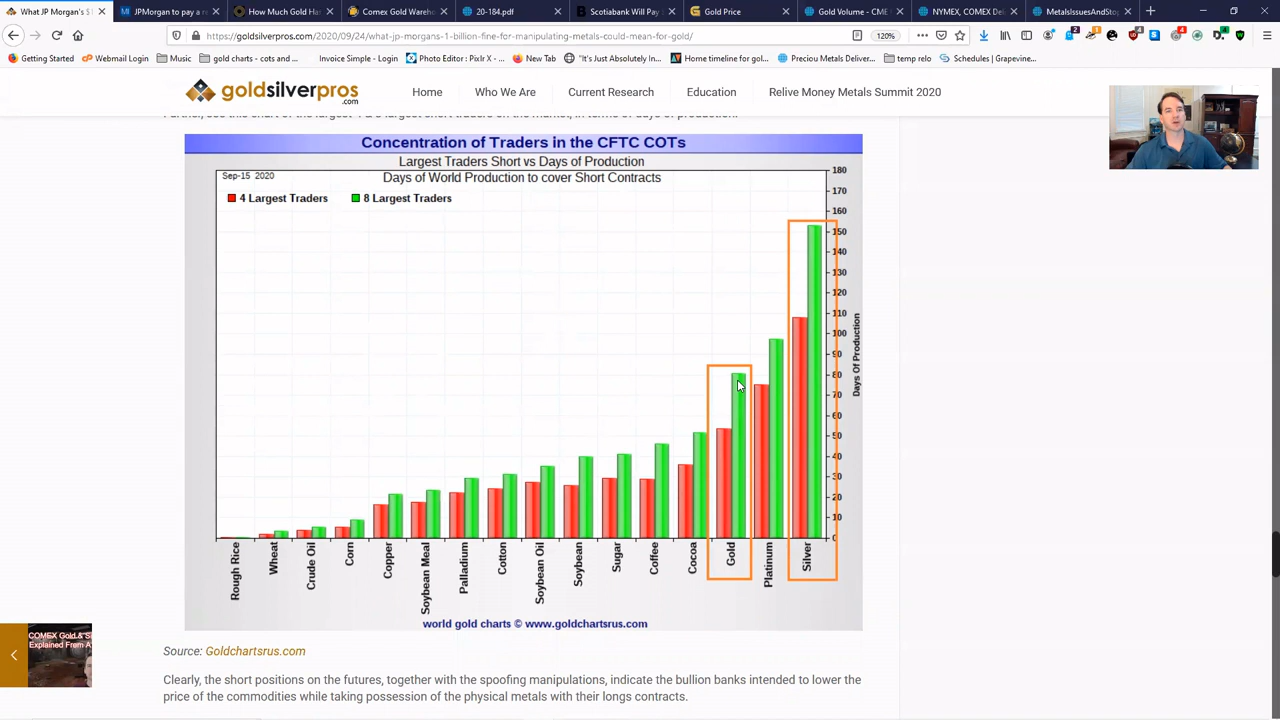 What JP Morgan's $
JPMorgan to pay a re
How Much Gold Ha
Comex Gold Wareh
20-184.pdf
Scotiabank Will Pay
Gold Price
Gold Volume - CME
NYMEX, COMEX Del
MetalsIssuesAndStop
https://goldsilverpros.com/2020/09/24/what-jp-morgans-1-billion-fine-for-manipulating-metals-could-mean-for-gold/
120%
Getting Started
Webmail Login
Music
gold charts - cots and ...
Invoice Simple - Login
Photo Editor : Pixlr X - ...
New Tab
"It's Just Absolutely In...
Home timeline for gol...
Preciou Metals Deliver...
temp relo
Schedules | Grapevine...
goldsilverpros
.com
Home
Who We Are
Current Research
Education
Relive Money Metals Summit 2020
Concentration of Traders in the CFTC COTs
Largest Traders Short vs Days of Production
Sep-15 2020
Days of World Production to cover Short Contracts
4 Largest Traders
8 Largest Traders
180
170
160
150
140
130
120
110
100
90
80
70
60
50
40
30
20
10
0
Days Of Production
Rough Rice
Wheat
Crude Oil
Corn
Copper
Soybean Meal
Palladium
Cotton
Soybean Oil
Soybean
Sugar
Coffee
Cocoa
Gold
Platinum
Silver
world gold charts © www.goldchartsrus.com
COMEX Gold & Si
Explained From A
Source: Goldchartsrus.com
Clearly, the short positions on the futures, together with the spoofing manipulations, indicate the bullion banks intended to lower the
price of the commodities while taking possession of the physical metals with their longs contracts.